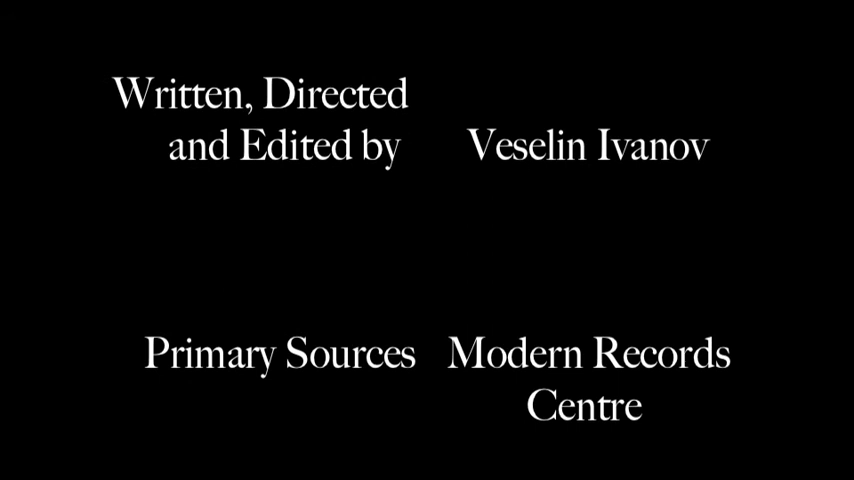 Written, Directed
and Edited by Veselin Ivanov
Primary Sources Modern Records
Centre